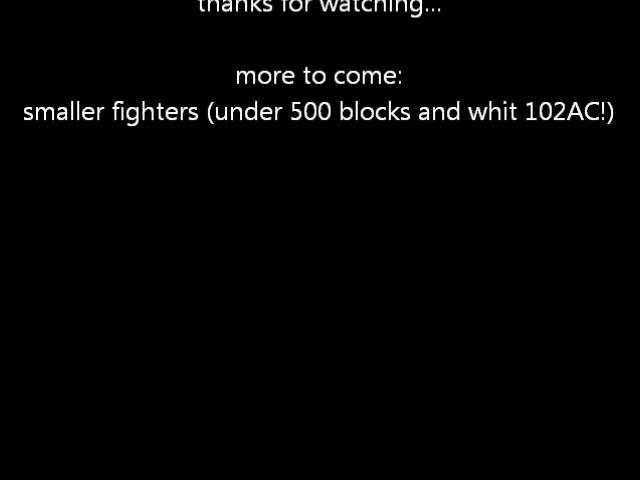 thanks for watching...
more to come:
smaller fighters (under 500 blocks and whit 102AC!)